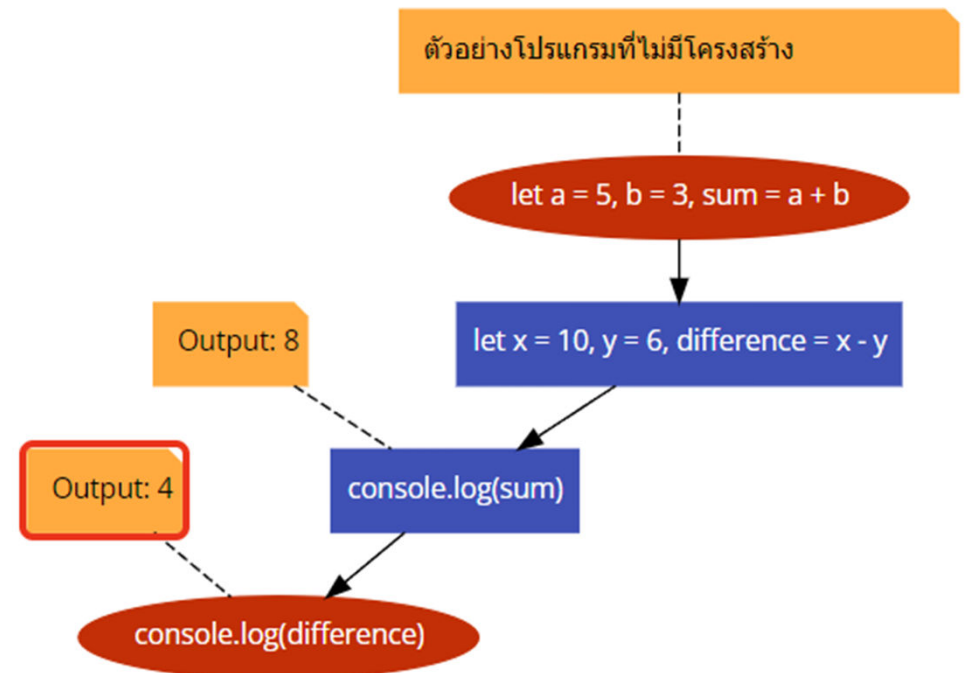 ตัวอย่างโปรแกรมที่ไม่มีโครงสร้าง
let a = 5, b = 3, sum = a + b
let x = 10, y = 6, difference = x - y
Output: 8
console.log(sum)
Output: 4
console.log(difference)